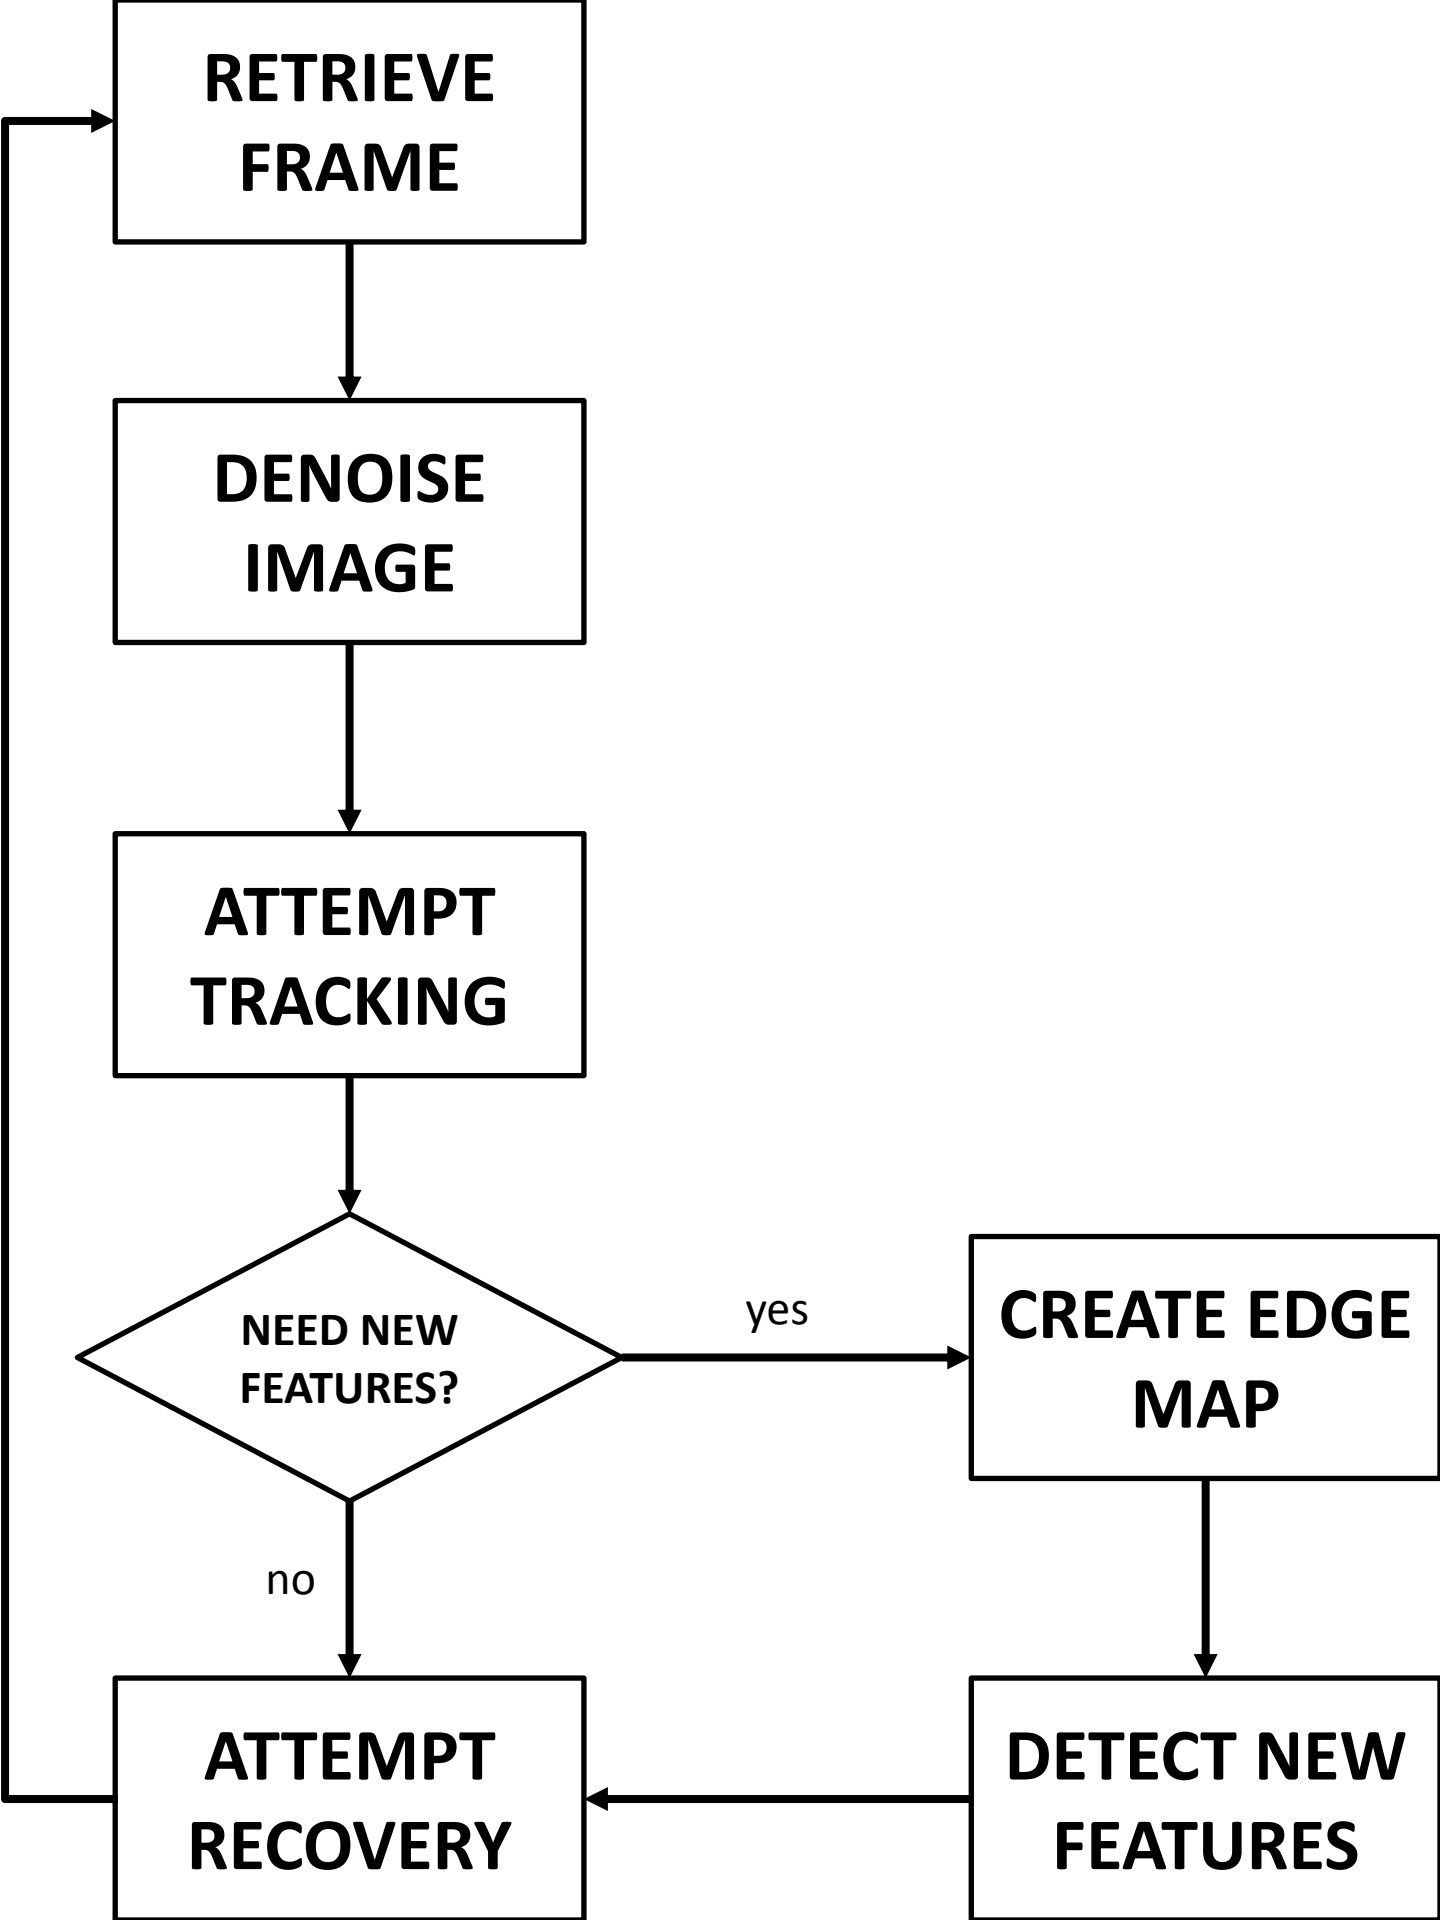 RETRIEVE
FRAME
DENOISE
IMAGE
ATTEMPT
TRACKING
NEED NEW
FEATURES?
yes
CREATE EDGE
MAP
no
ATTEMPT
RECOVERY
DETECT NEW
FEATURES